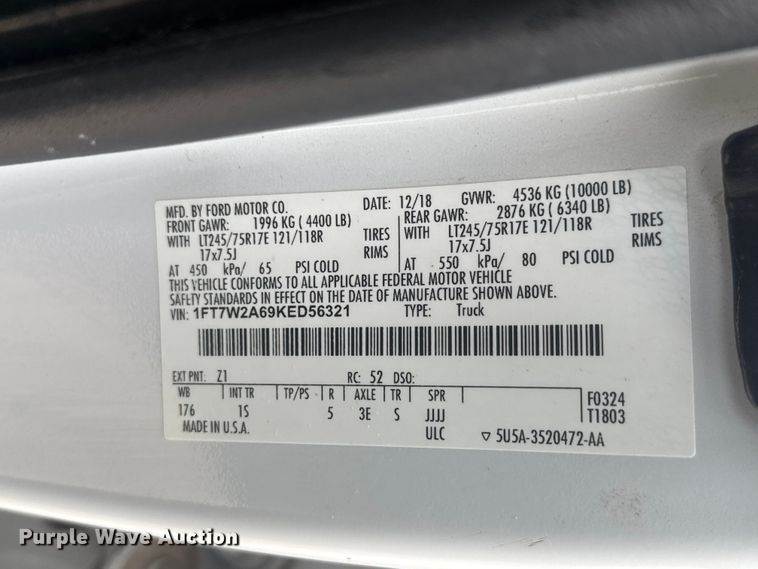 MFD. BY FORD MOTOR CO. DATE: 12/18 GVWR: 4536 KG (10000 LB)
FRONT GAWR: 1996 KG ( 4400 LB) REAR GAWR: 2876 KG ( 6340 LB)
WITH LT245/75R17E 121/118R TIRES WITH LT245/75R17E 121/118R TIRES
17x7.5J RIMS 17x7.5J RIMS
AT 450 kPa/ 65 PSI COLD AT 550 kPa/ 80 PSI COLD
THIS VEHICLE CONFORMS TO ALL APPLICABLE FEDERAL MOTOR VEHICLE
SAFETY STANDARDS IN EFFECT ON THE DATE OF MANUFACTURE SHOWN ABOVE.
VIN: 1FT7W2A69KED56321 TYPE: Truck
EXT PNT: Z1 RC: 52 DSO:
WB INT TR TP/PS R AXLE TR SPR F0324
176 1S 5 3E S JJJJ T1803
MADE IN U.S.A. ULC ▽ 5U5A-3520472-AA
Purple Wave Auction